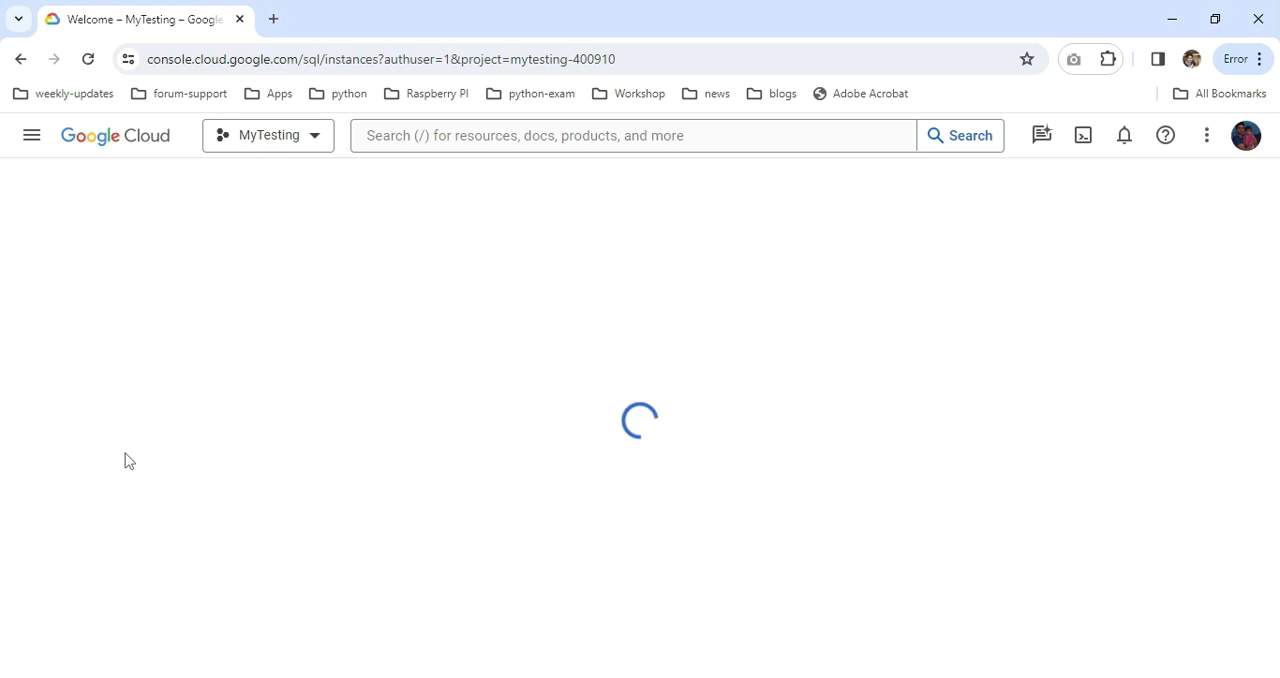 Welcome – MyTesting – Google
console.cloud.google.com/sql/instances?authuser=1&project=mytesting-400910
Error
weekly-updates forum-support Apps python Raspberry PI python-exam Workshop news blogs Adobe Acrobat All Bookmarks
Google Cloud MyTesting Search (/) for resources, docs, products, and more Search